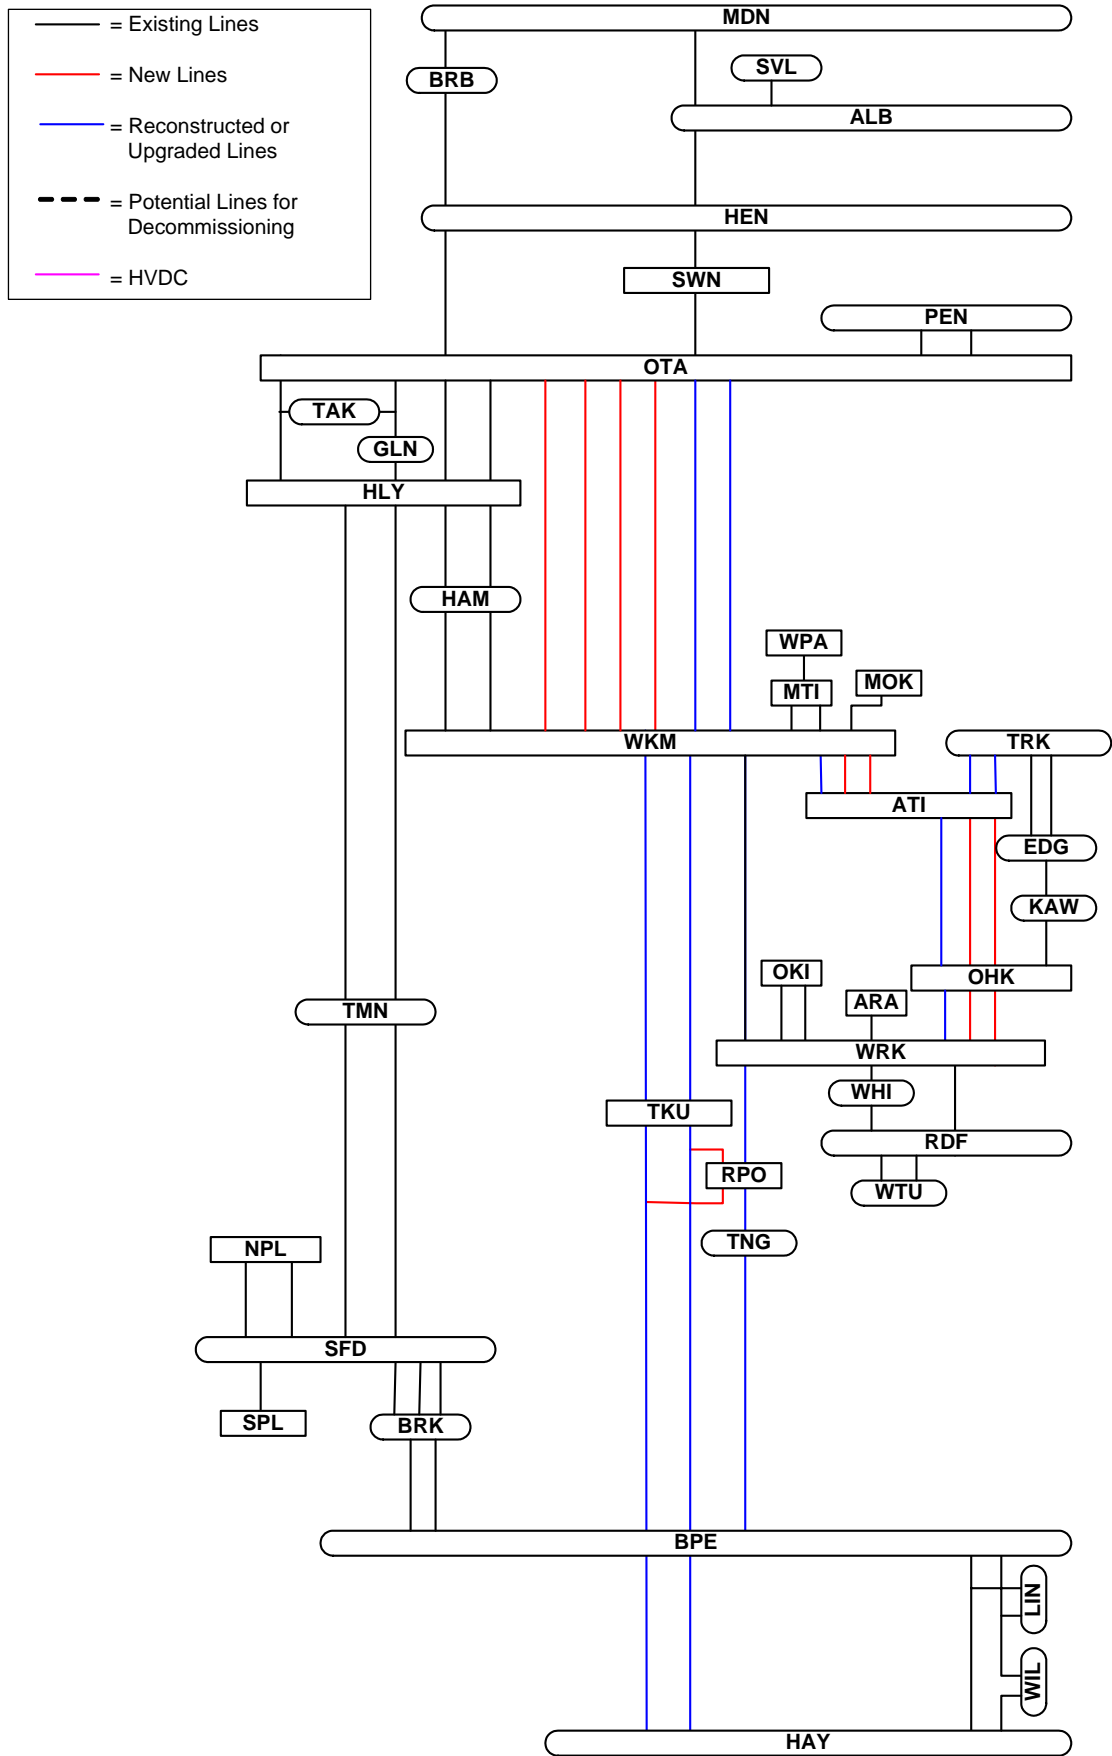 = Existing Lines
= New Lines
= Reconstructed or
Upgraded Lines
= Potential Lines for
Decommissioning
= HVDC
MDN
BRB
SVL
ALB
HEN
SWN
PEN
OTA
TAK
GLN
HLY
HAM
WPA
MTI
MOK
WKM
TRK
ATI
EDG
KAW
OKI
OHK
ARA
TMN
WRK
WHI
TKU
RDF
RPO
WTU
TNG
NPL
SFD
SPL
BRK
BPE
LIN
WIL
HAY